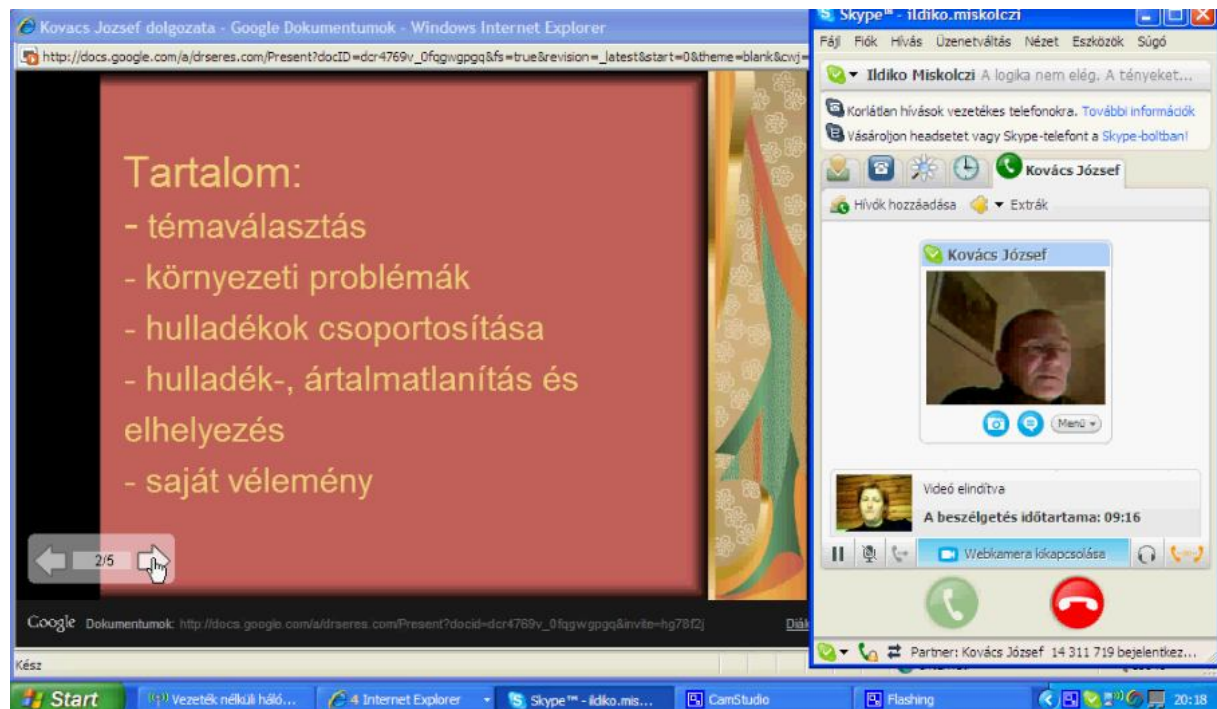 Kovacs Jozsef dolgozata - Google Dokumentumok - Windows Internet Explorer
http://docs.google.com/a/drseres.com/Present?docID=dcr4769v_0fqgwgpgq&fs=true&revision=_latest&start=0&theme=blank&cwj=
Tartalom:
- témaválasztás
- környezeti problémák
- hulladékok csoportosítása
- hulladék-, ártalmatlanítás és
elhelyezés
- saját vélemény
2/5
Google Dokumentumok: http://docs.google.com/a/drseres.com/Present?docid=dcr4769v_0fqgwgpgq&invite=hg78f2j
Diák
Kész
Skype™ - ildiko.miskolczi
Fájl Fiók Hívás Üzenetváltás Nézet Eszközök Súgó
Ildiko Miskolczi A logika nem elég. A tényeket...
Korlátlan hívások vezetékes telefonokra. További információk
Vásároljon headsetet vagy Skype-telefont a Skype-boltban!
Kovács József
Hívók hozzáadása Extrák
Kovács József
Menü
Videó elindítva
A beszélgetés időtartama: 09:16
Webkamera kikapcsolása
Partner: Kovács József 14 311 719 bejelentkez...
Start Vezeték nélküli háló... 4 Internet Explorer Skype™ - ildiko.mis... CamStudio Flashing 20:18